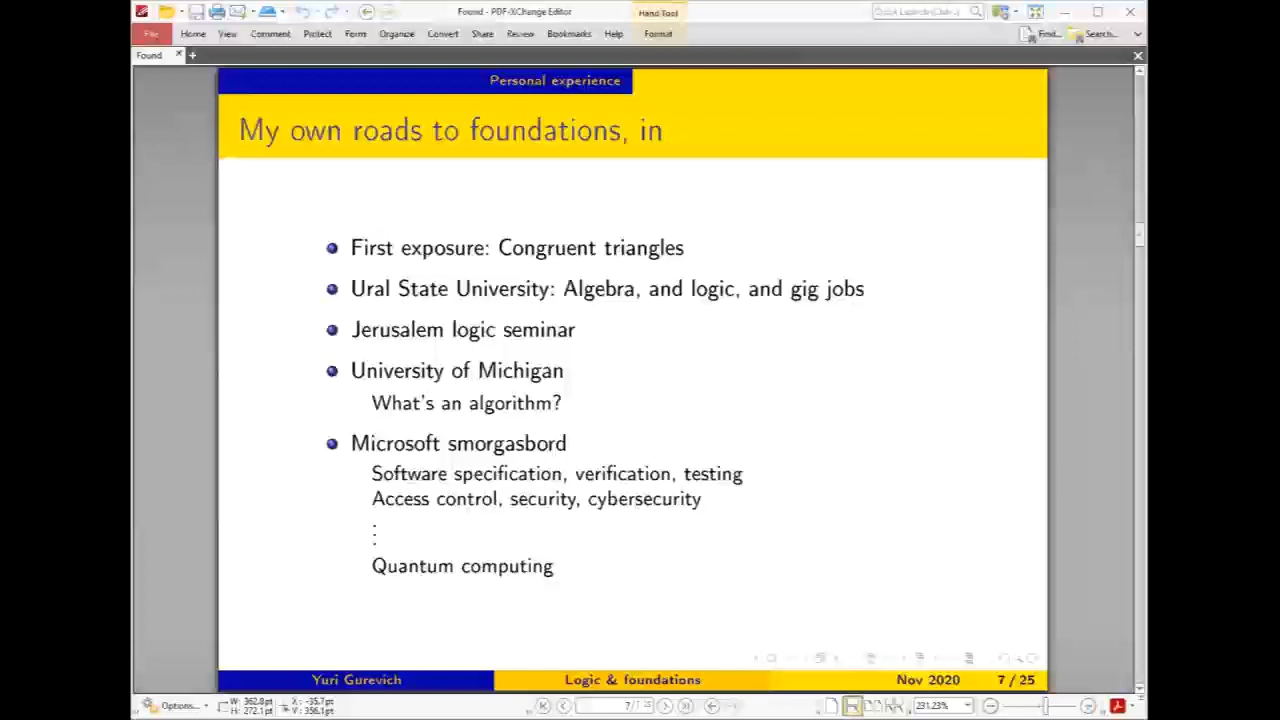 Found - PDF-XChange Editor
Hand Tool
File Home View Comment Protect Form Organize Convert Share Review Bookmarks Help Format
Find... Search...
Found
Personal experience
My own roads to foundations, in
First exposure: Congruent triangles
Ural State University: Algebra, and logic, and gig jobs
Jerusalem logic seminar
University of Michigan
What's an algorithm?
Microsoft smorgasbord
Software specification, verification, testing
Access control, security, cybersecurity
⋮
Quantum computing
Yuri Gurevich Logic & foundations Nov 2020 7 / 25
Options... W: 362.8pt X: -35.7pt
H: 272.1pt Y: 356.1pt
231.23%